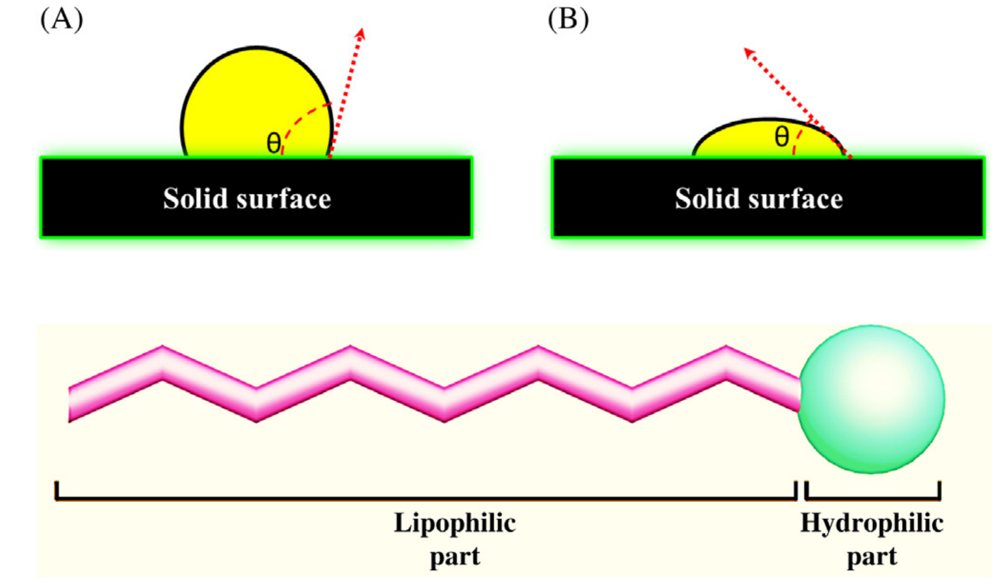 (A)
(B)
θ
θ
Solid surface
Solid surface
Lipophilic
part
Hydrophilic
part